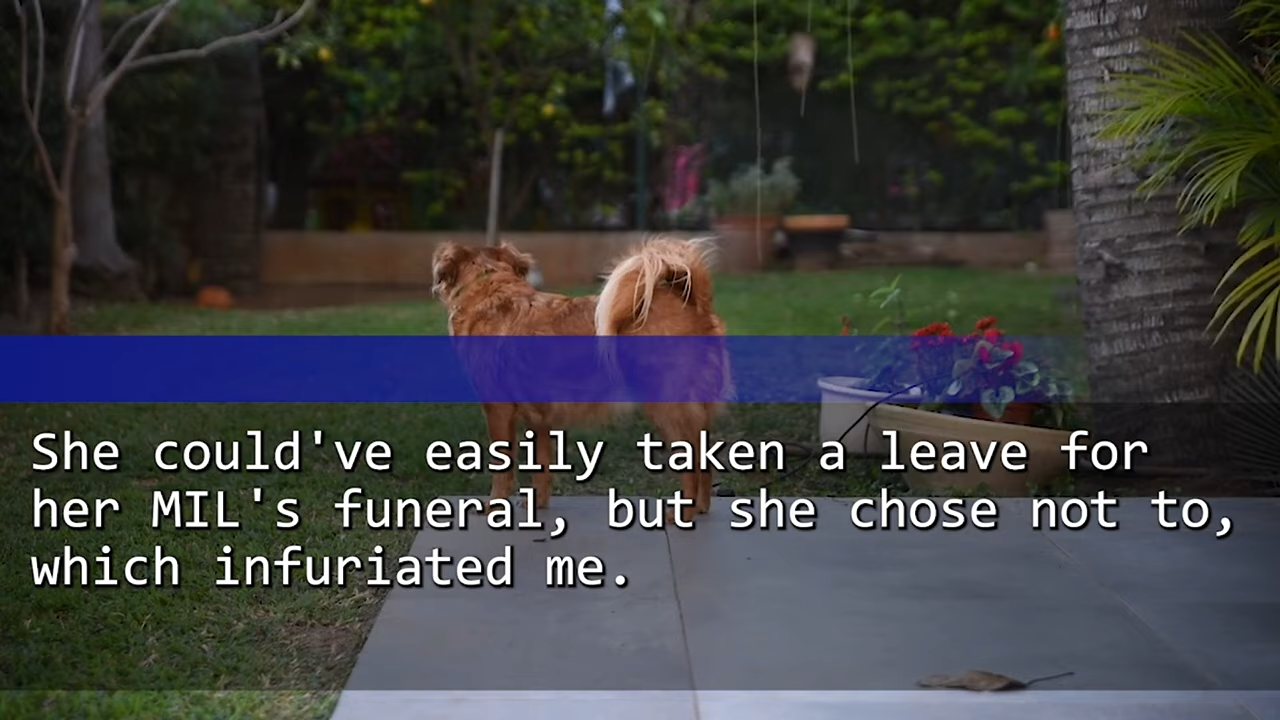 She could've easily taken a leave for
her MIL's funeral, but she chose not to,
which infuriated me.